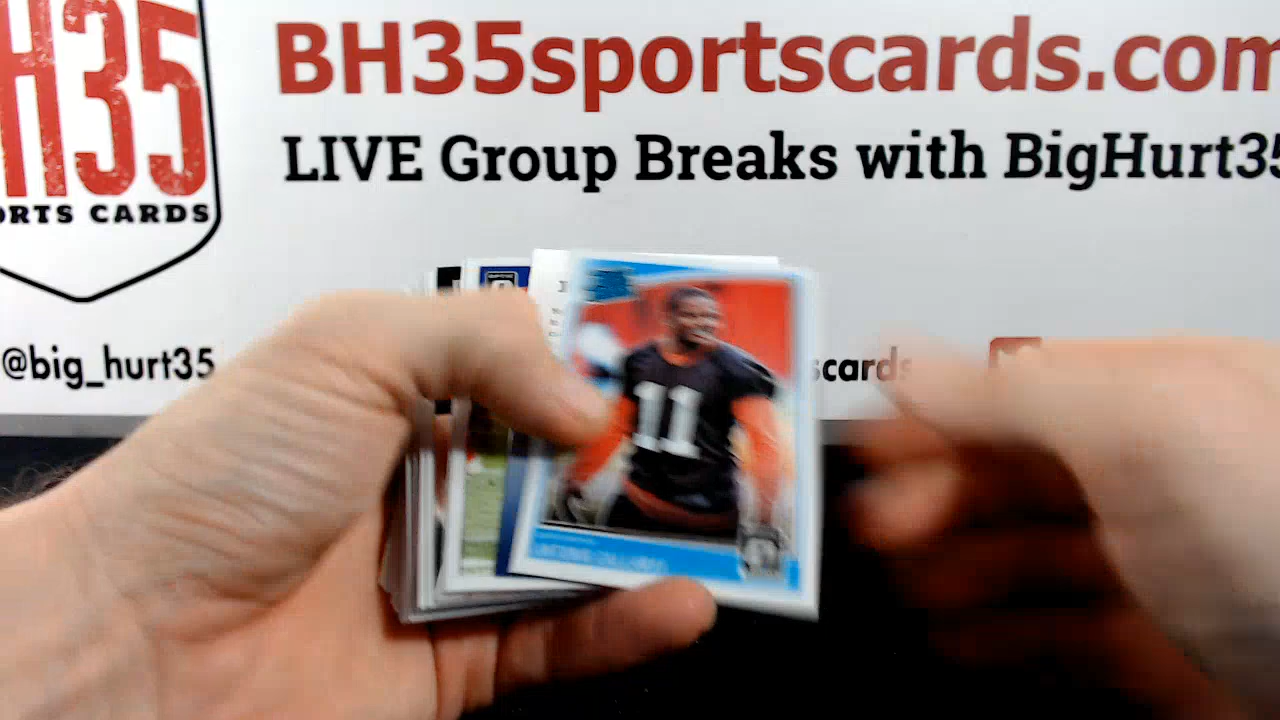 H35
ORTS CARDS
BH35sportscards.com
LIVE Group Breaks with BigHurt35
@big_hurt35
scards
11